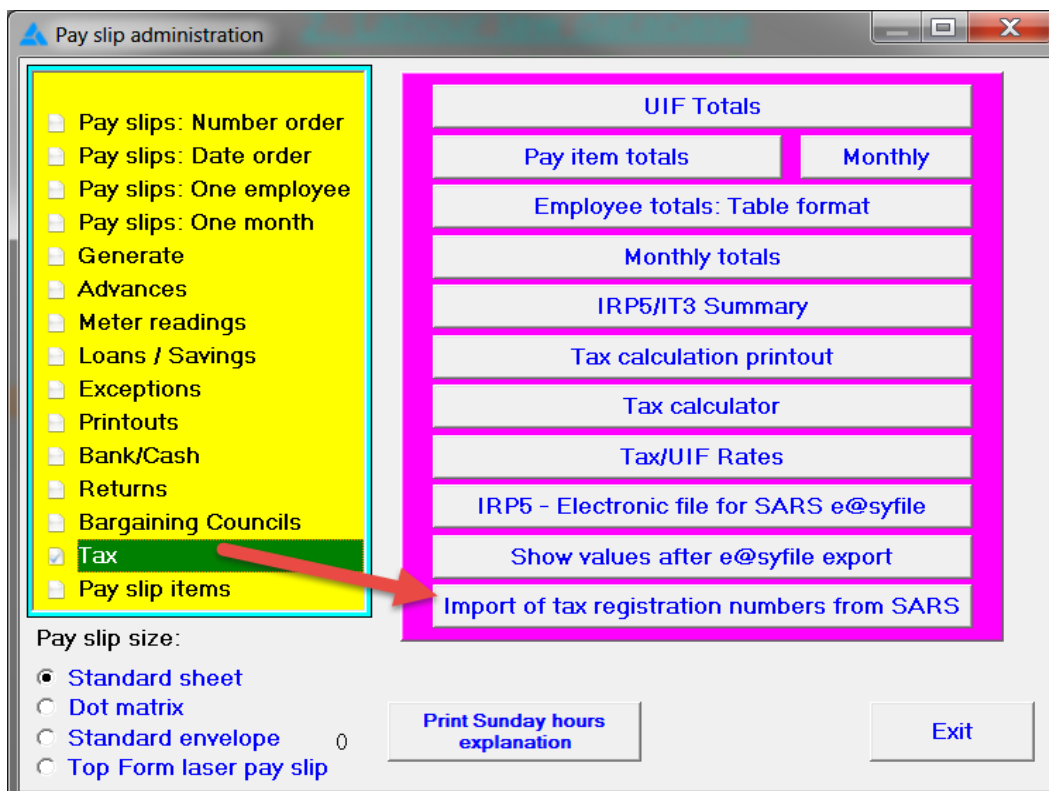 Pay slip administration
Pay slips: Number order
Pay slips: Date order
Pay slips: One employee
Pay slips: One month
Generate
Advances
Meter readings
Loans / Savings
Exceptions
Printouts
Bank/Cash
Returns
Bargaining Councils
Tax
Pay slip items
UIF Totals
Pay item totals
Monthly
Employee totals: Table format
Monthly totals
IRP5/IT3 Summary
Tax calculation printout
Tax calculator
Tax/UIF Rates
IRP5 - Electronic file for SARS e@syfile
Show values after e@syfile export
Import of tax registration numbers from SARS
Pay slip size:
Standard sheet
Dot matrix
Standard envelope 0
Top Form laser pay slip
Print Sunday hours
explanation
Exit